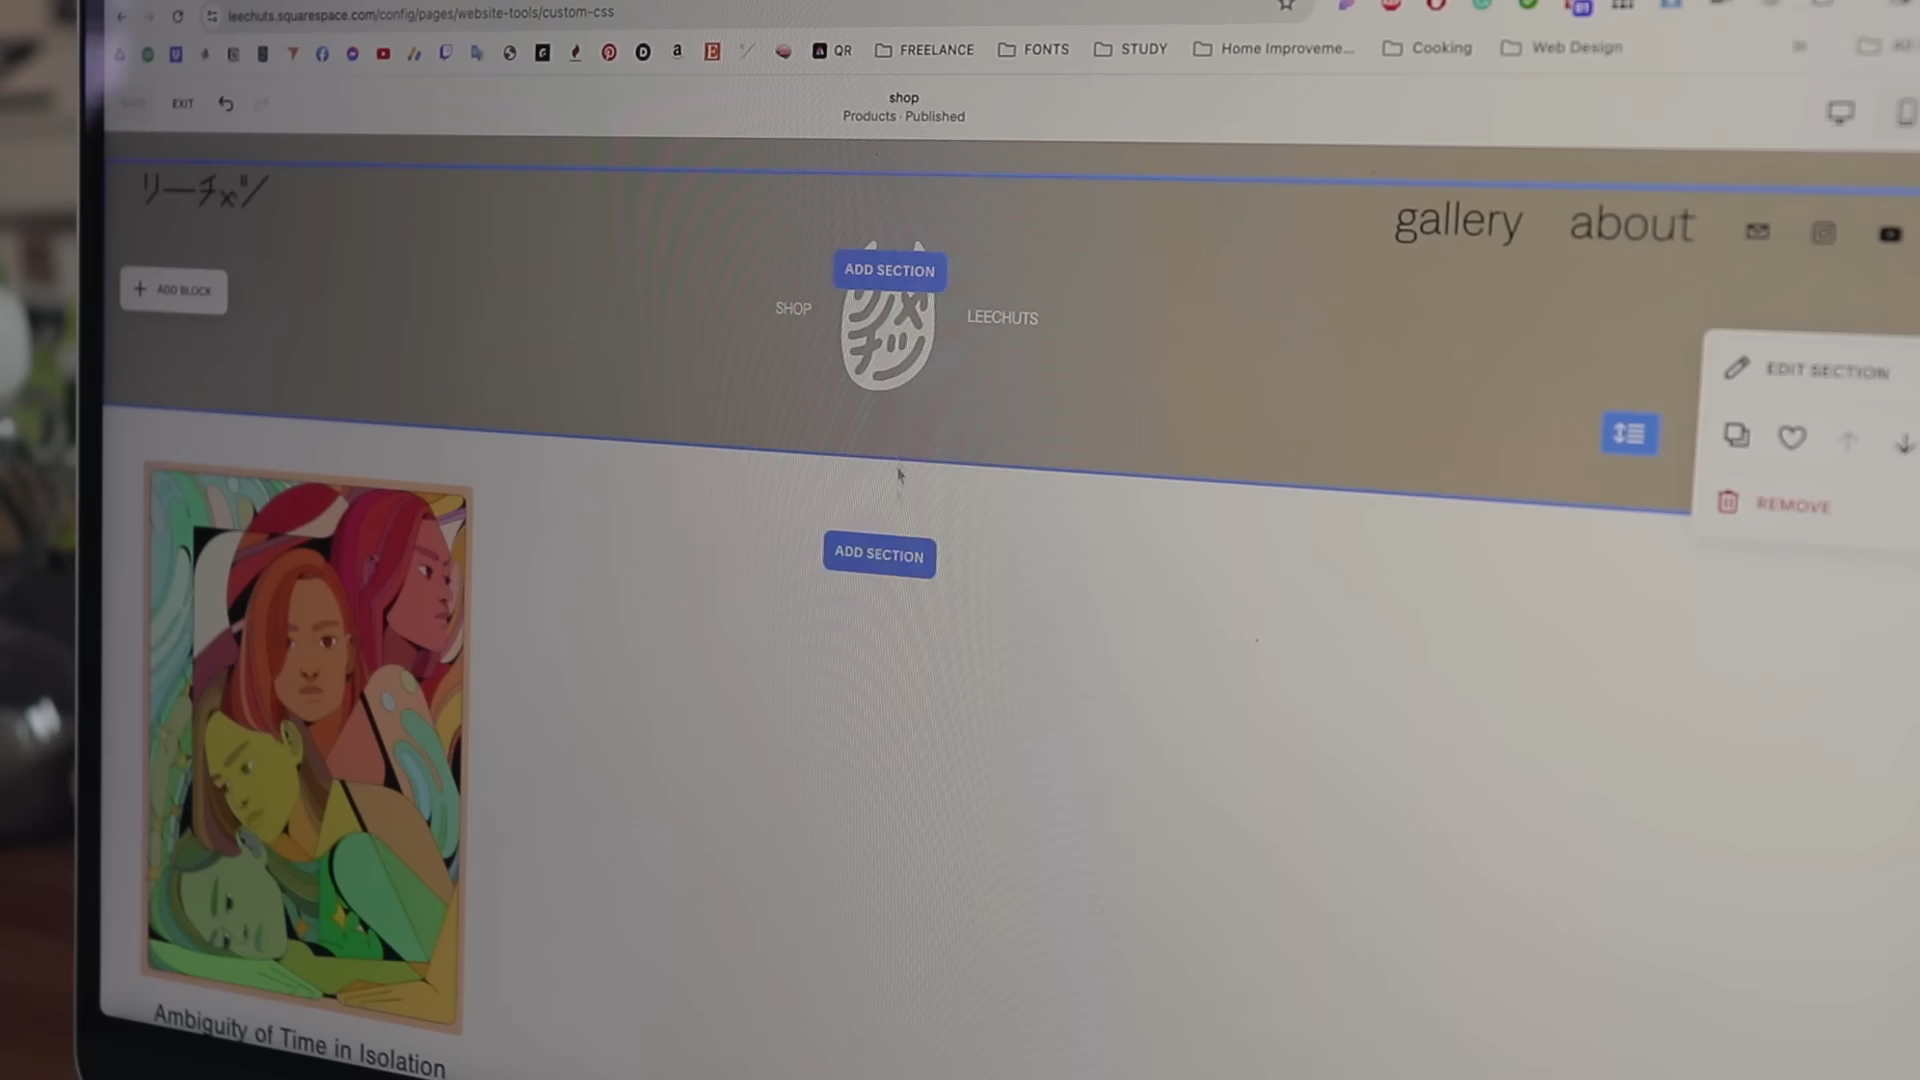 leechuts.squarespace.com/config/pages/website-tools/custom-css
QR FREELANCE FONTS STUDY Home Improveme... Cooking Web Design
EXIT
shop
Products · Published
リーチxツ
gallery about
ADD SECTION
ADD BLOCK
SHOP
LEECHUTS
EDIT SECTION
REMOVE
ADD SECTION
Ambiguity of Time in Isolation